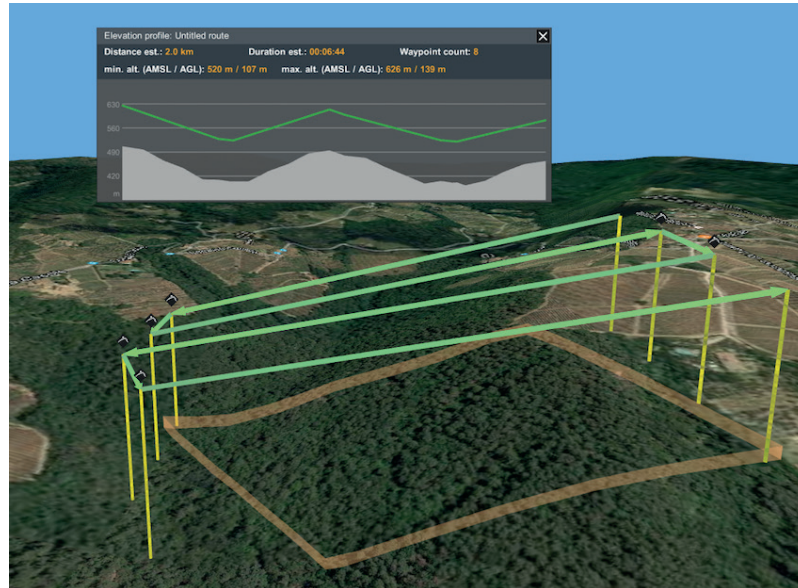 Elevation profile: Untitled route
Distance est.: 2.0 km Duration est.: 00:06:44 Waypoint count: 8
min. alt. (AMSL / AGL): 520 m / 107 m max. alt. (AMSL / AGL): 626 m / 139 m
630
560
490
420
m